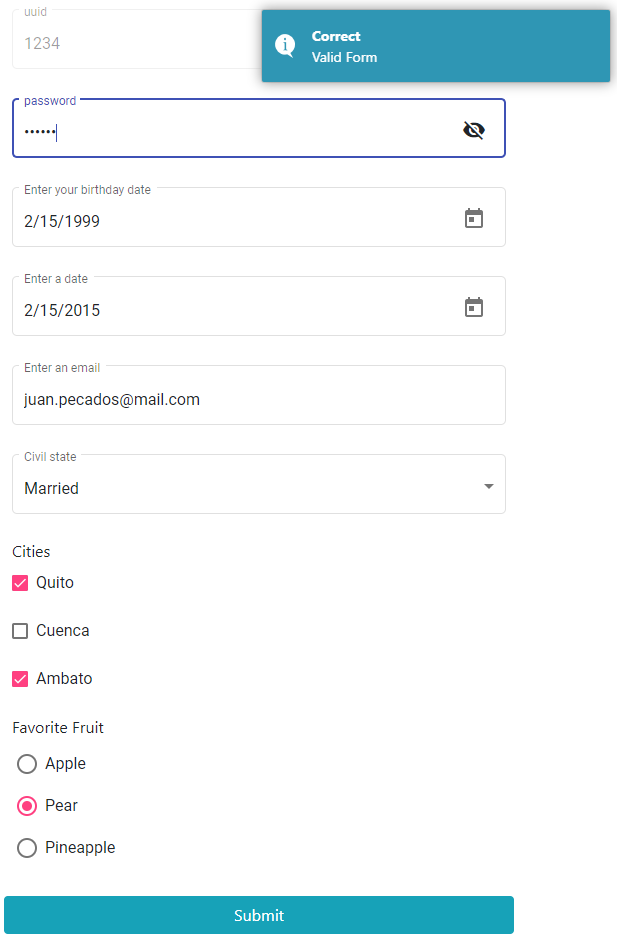 uuid
1234
Correct
Valid Form
password
••••••
Enter your birthday date
2/15/1999
Enter a date
2/15/2015
Enter an email
juan.pecados@mail.com
Civil state
Married
Cities
Quito
Cuenca
Ambato
Favorite Fruit
Apple
Pear
Pineapple
Submit